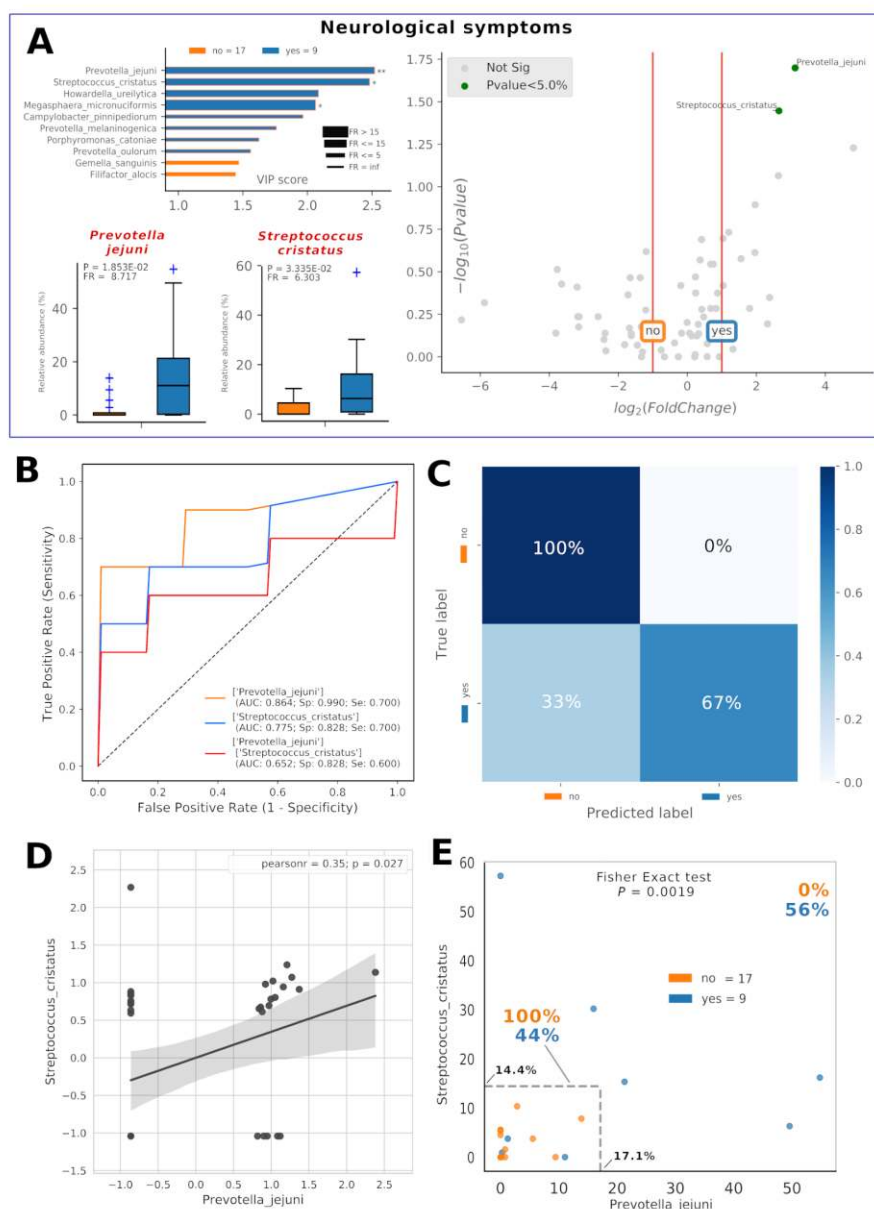 Neurological symptoms
A
no = 17 yes = 9
Prevotella_jejuni
Streptococcus_cristatus
Howardella_ureilytica
Megasphaera_micronuciformis
Campylobacter_pinnipediorum
Prevotella_melaninogenica
Porphyromonas_catoniae
Prevotella_oulorum
Gemella_sanguinis
Filifactor_alocis
**
*
*
FR > 15
FR <= 15
FR <= 5
FR = inf
VIP score
1.0 1.5 2.0 2.5
Prevotella
jejuni
P = 1.853E-02
FR = 8.717
Relative abundance (%)
40
20
0
Streptococcus
cristatus
P = 3.335E-02
FR = 6.303
Relative abundance (%)
60
40
20
0
Not Sig
Pvalue<5.0%
Prevotella_jejuni
Streptococcus_cristatus
no
yes
−log10(Pvalue)
1.75
1.50
1.25
1.00
0.75
0.50
0.25
0.00
−6 −4 −2 0 2 4
log2(FoldChange)
B
True Positive Rate (Sensitivity)
1.0
0.8
0.6
0.4
0.2
0.0
['Prevotella_jejuni']
(AUC: 0.864; Sp: 0.990; Se: 0.700)
['Streptococcus_cristatus']
(AUC: 0.775; Sp: 0.828; Se: 0.700)
['Prevotella_jejuni']
['Streptococcus_cristatus']
(AUC: 0.652; Sp: 0.828; Se: 0.600)
0.0 0.2 0.4 0.6 0.8 1.0
False Positive Rate (1 - Specificity)
C
True label
no
yes
100% 0%
33% 67%
no yes
Predicted label
1.0
0.8
0.6
0.4
0.2
0.0
D
pearsonr = 0.35; p = 0.027
Streptococcus_cristatus
2.5
2.0
1.5
1.0
0.5
0.0
−0.5
−1.0
−1.5
−1.0 −0.5 0.0 0.5 1.0 1.5 2.0 2.5
Prevotella_jejuni
E
Fisher Exact test
P = 0.0019
0%
56%
no = 17
yes = 9
100%
44%
14.4%
17.1%
Streptococcus_cristatus
60
50
40
30
20
10
0
0 10 20 30 40 50
Prevotella_jejuni